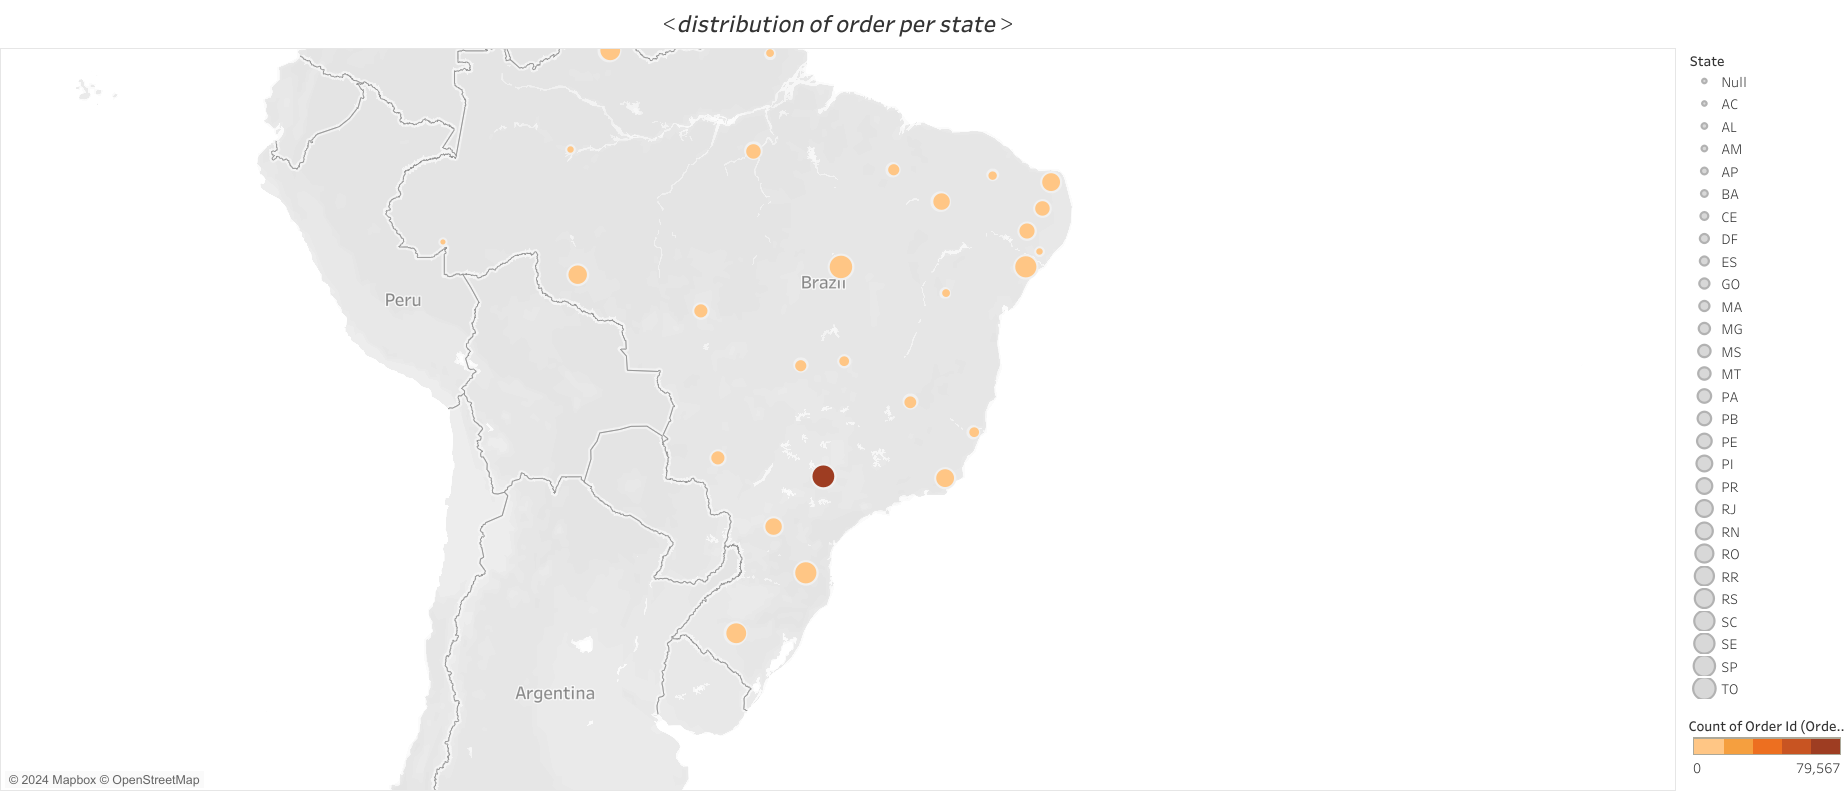 <distribution of order per state >
Peru
Brazil
Argentina
© 2024 Mapbox © OpenStreetMap
State
Null
AC
AL
AM
AP
BA
CE
DF
ES
GO
MA
MG
MS
MT
PA
PB
PE
PI
PR
RJ
RN
RO
RR
RS
SC
SE
SP
TO
Count of Order Id (Orde..
0 79,567